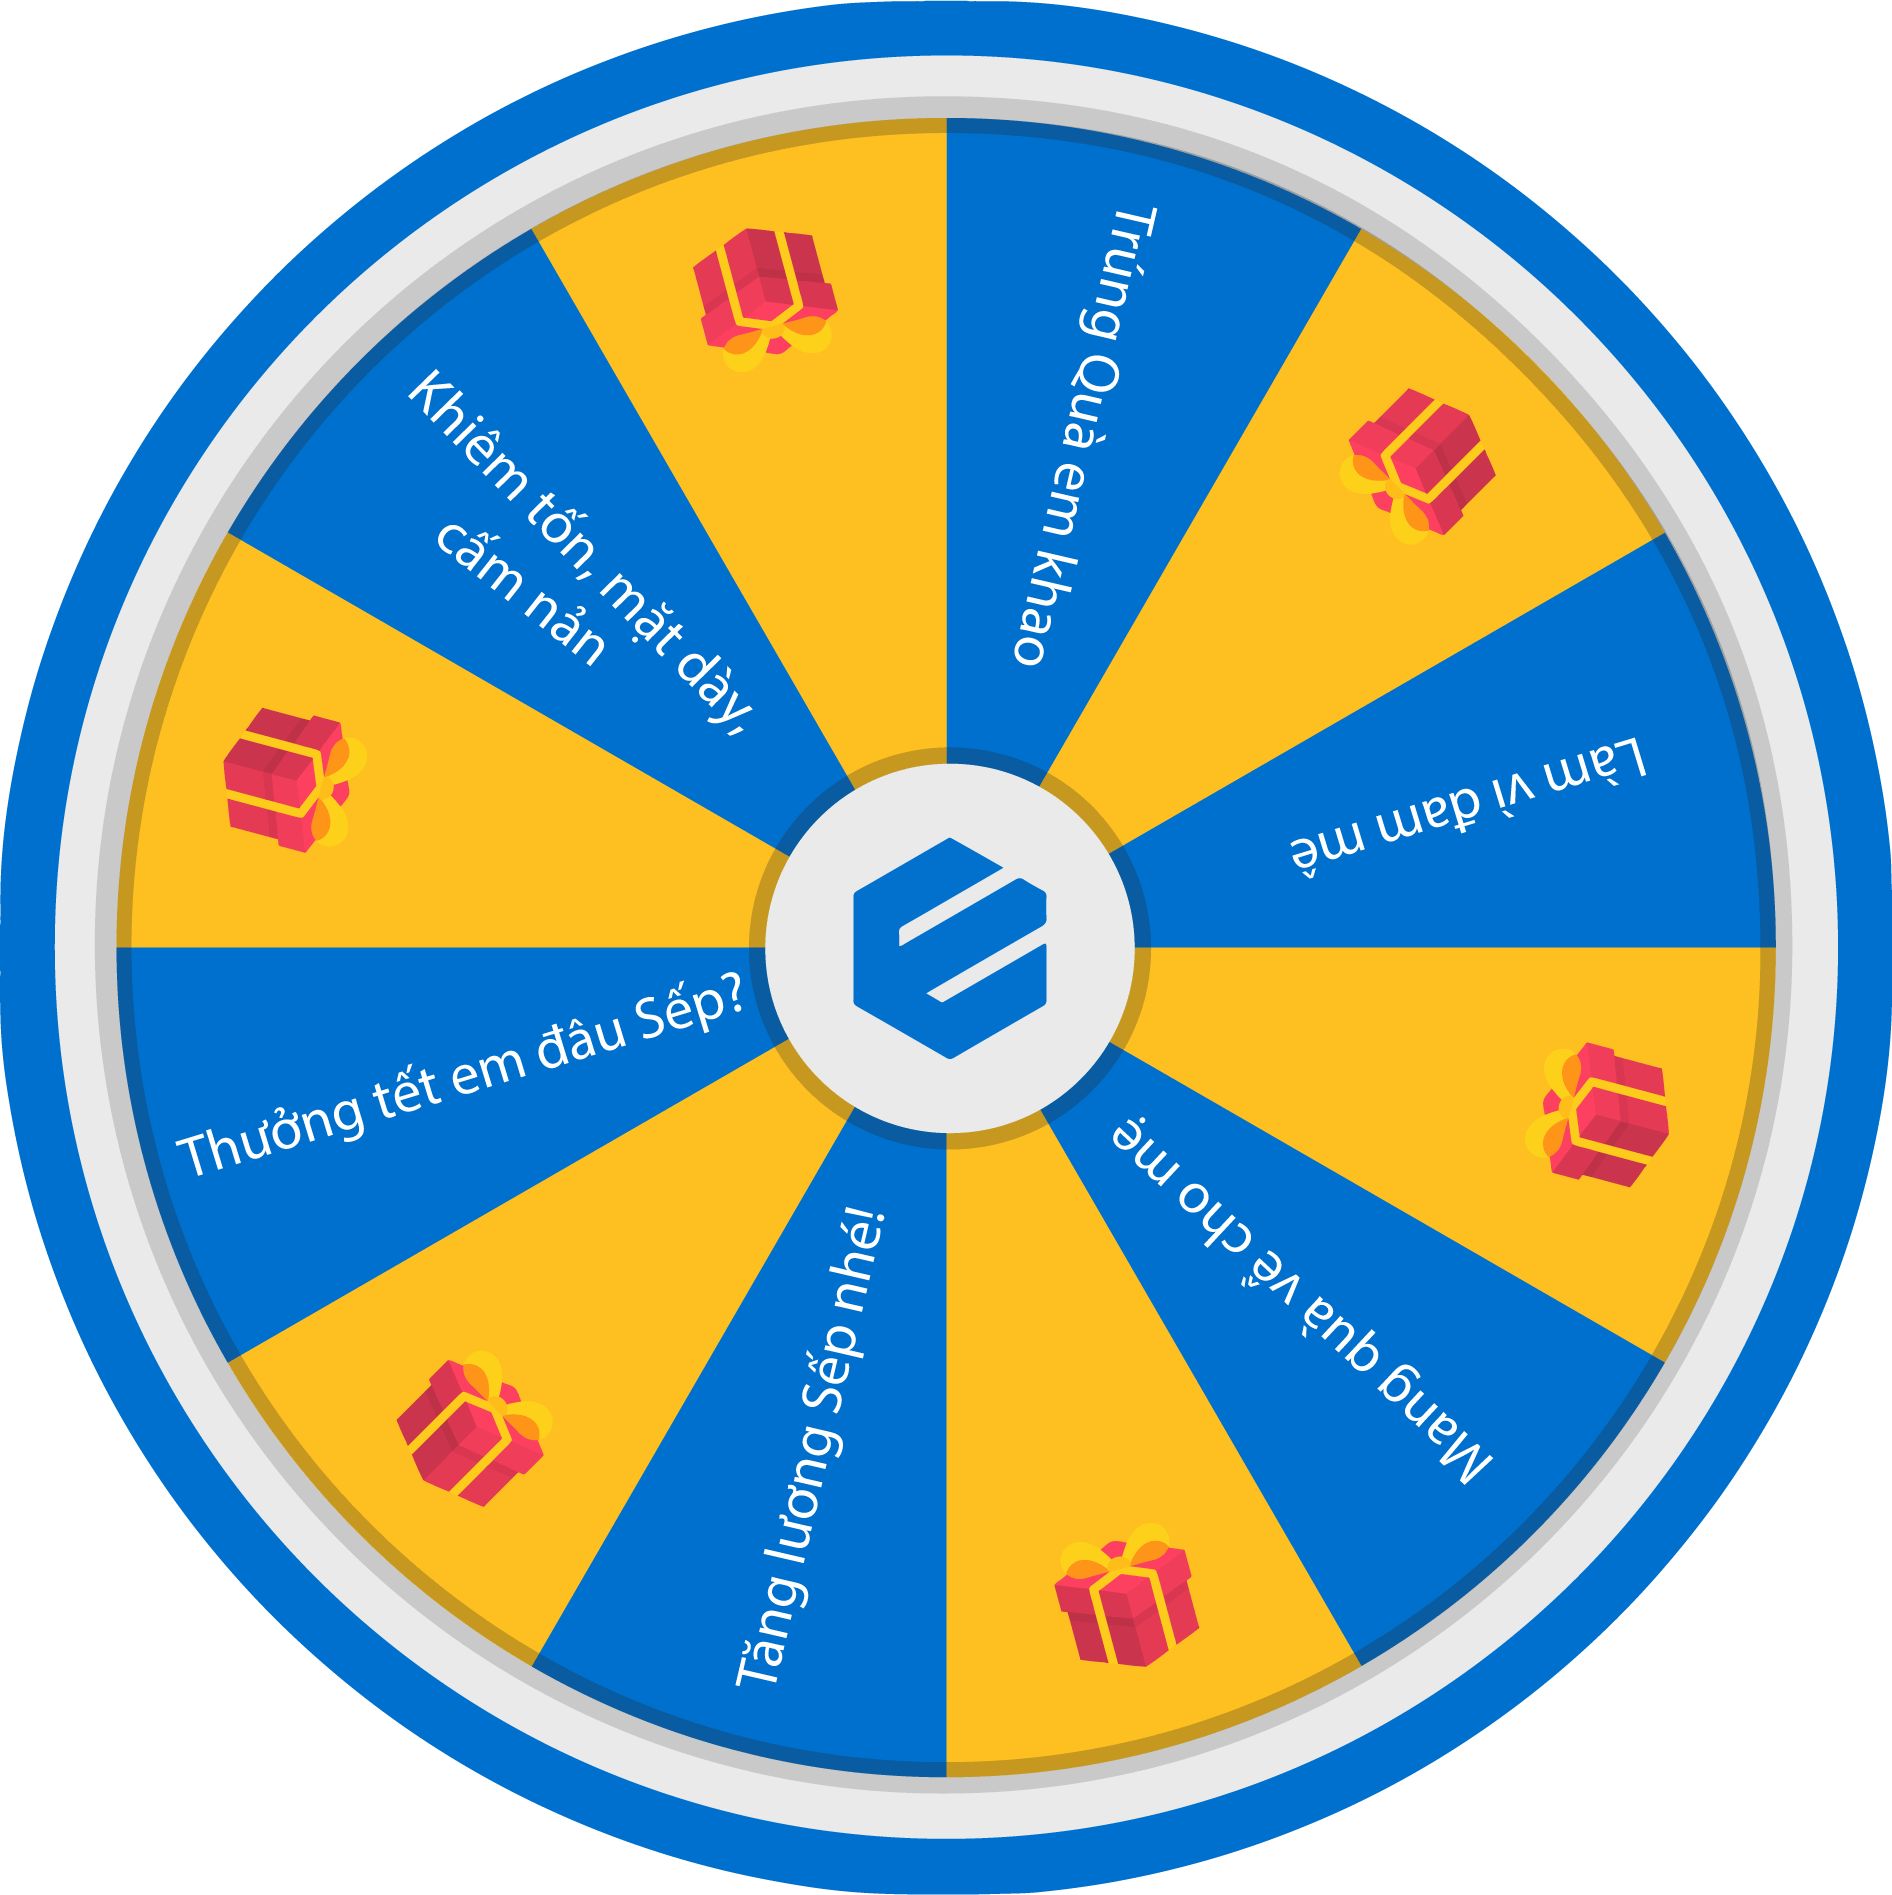 Trúng Quà em khao
Làm vì đam mê
Mang quà về cho mẹ
Tăng lương sếp nhé!
Thưởng tết em đâu Sếp?
Khiêm tốn, mặt dày,
cấm nản